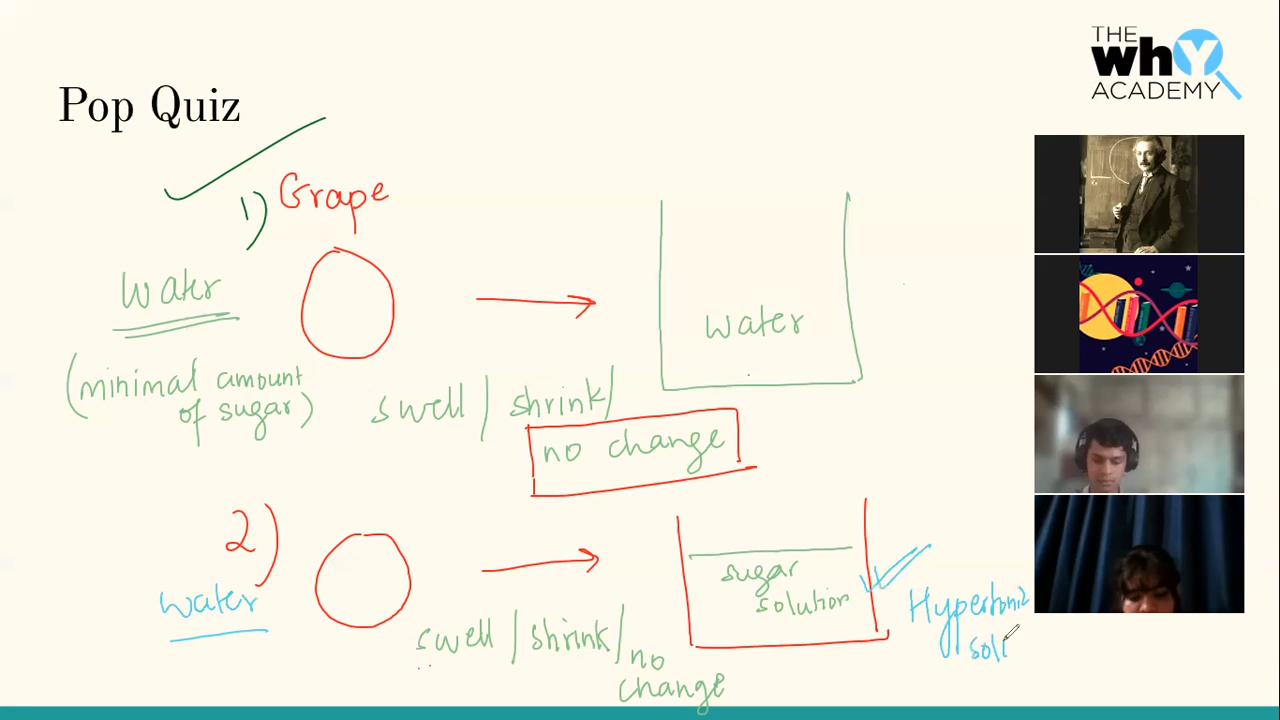 THE
whY
ACADEMY
Pop Quiz
1) Grape
water
(minimal amount
of sugar)
water
swell / shrink /
no change
2)
water
sugar
solution
swell / shrink /
no
change
Hypertonic
sol